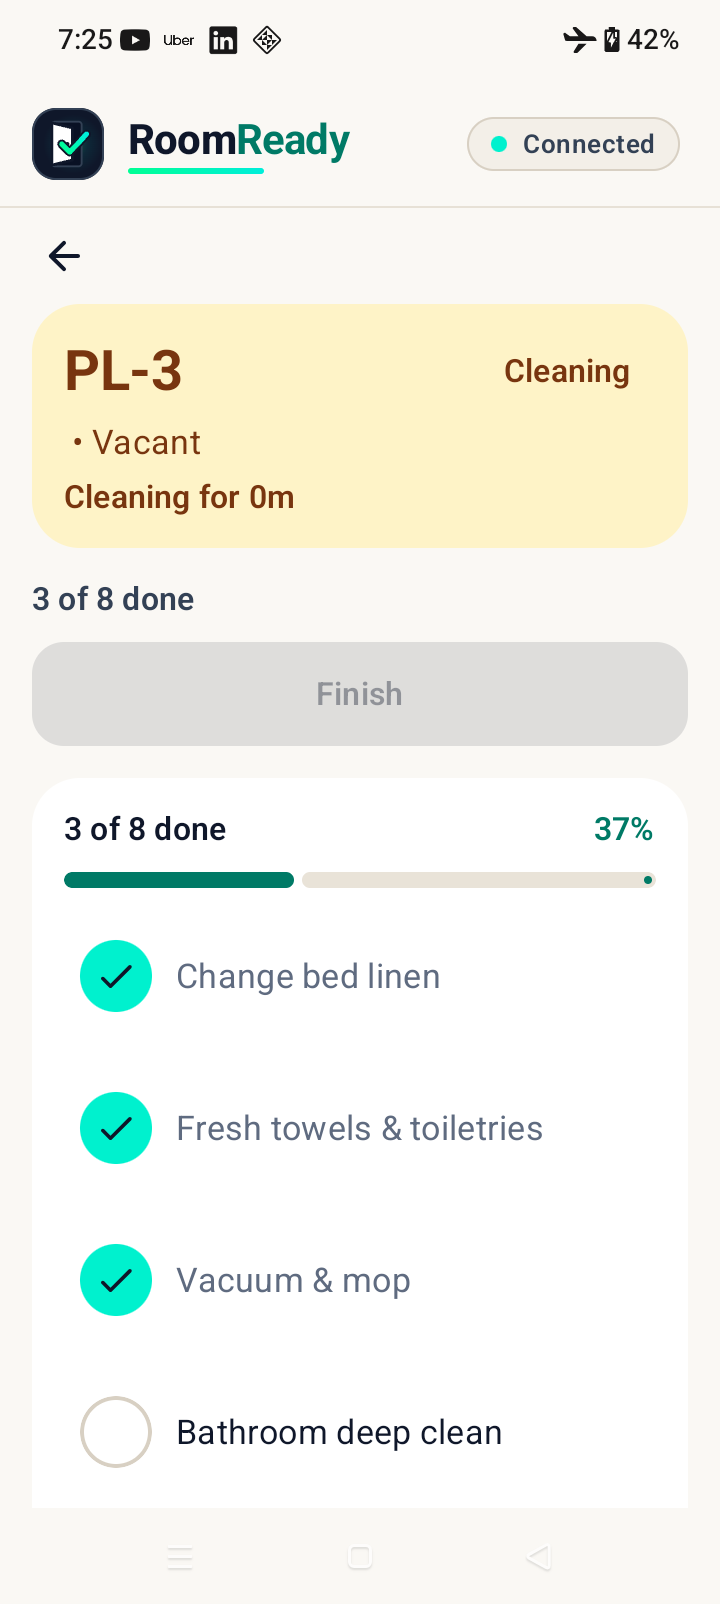 7:25 Uber in 42%
RoomReady
Connected
PL-3
Cleaning
• Vacant
Cleaning for 0m
3 of 8 done
Finish
3 of 8 done 37%
Change bed linen
Fresh towels & toiletries
Vacuum & mop
Bathroom deep clean